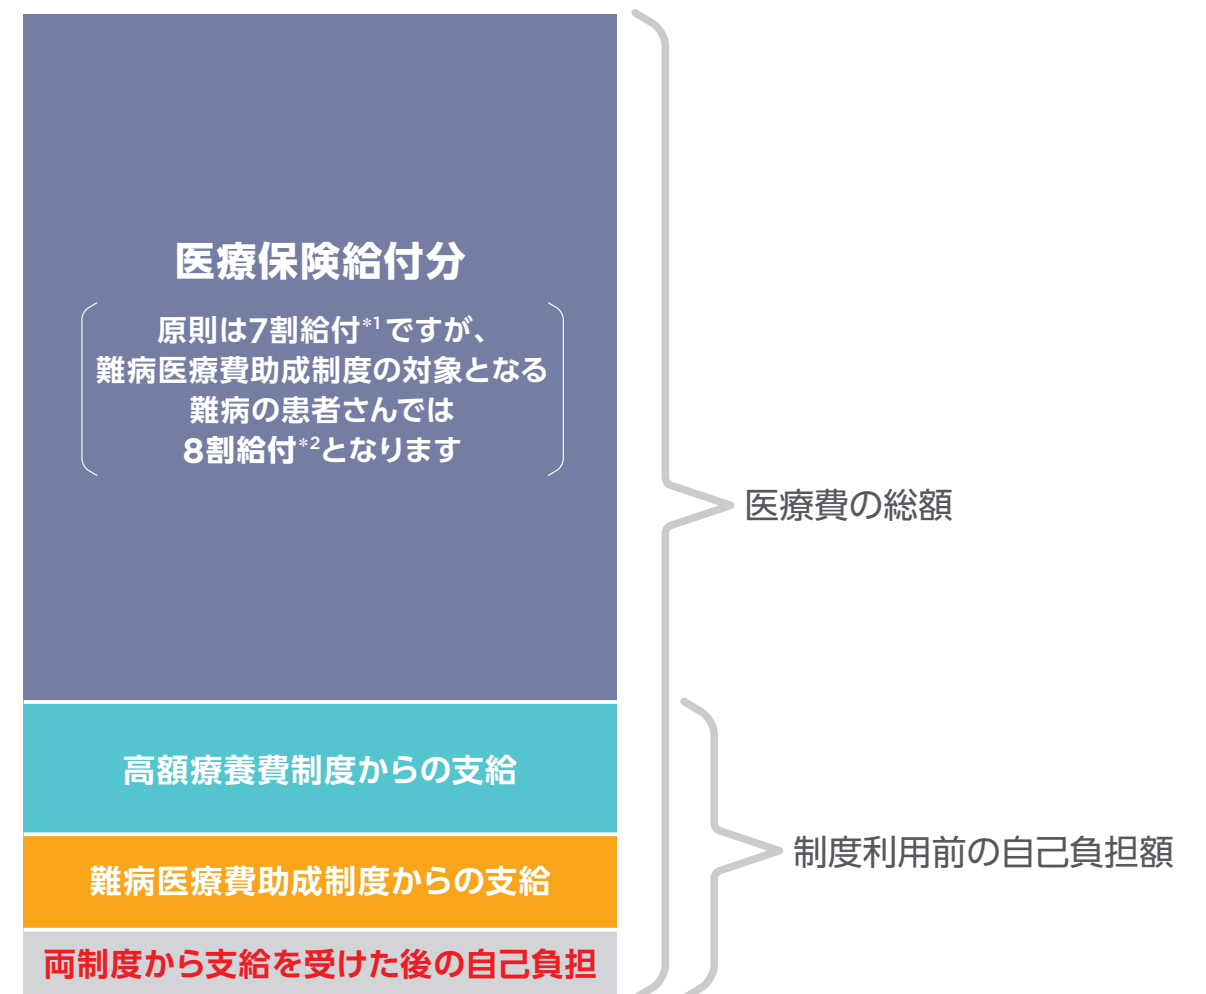 医療保険給付分
原則は7割給付*1ですが、
難病医療費助成制度の対象となる
難病の患者さんでは
8割給付*2となります
医療費の総額
高額療養費制度からの支給
制度利用前の自己負担額
難病医療費助成制度からの支給
両制度から支給を受けた後の自己負担